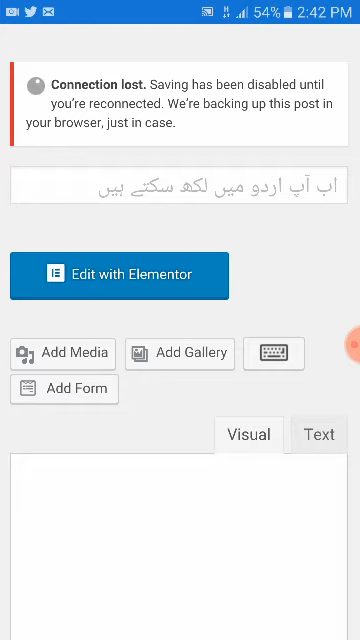 54% 2:42 PM
Connection lost. Saving has been disabled until
you’re reconnected. We’re backing up this post in
your browser, just in case.
اب آپ اردو میں لکھ سکتے ہیں
Edit with Elementor
Add Media Add Gallery
Add Form
Visual Text